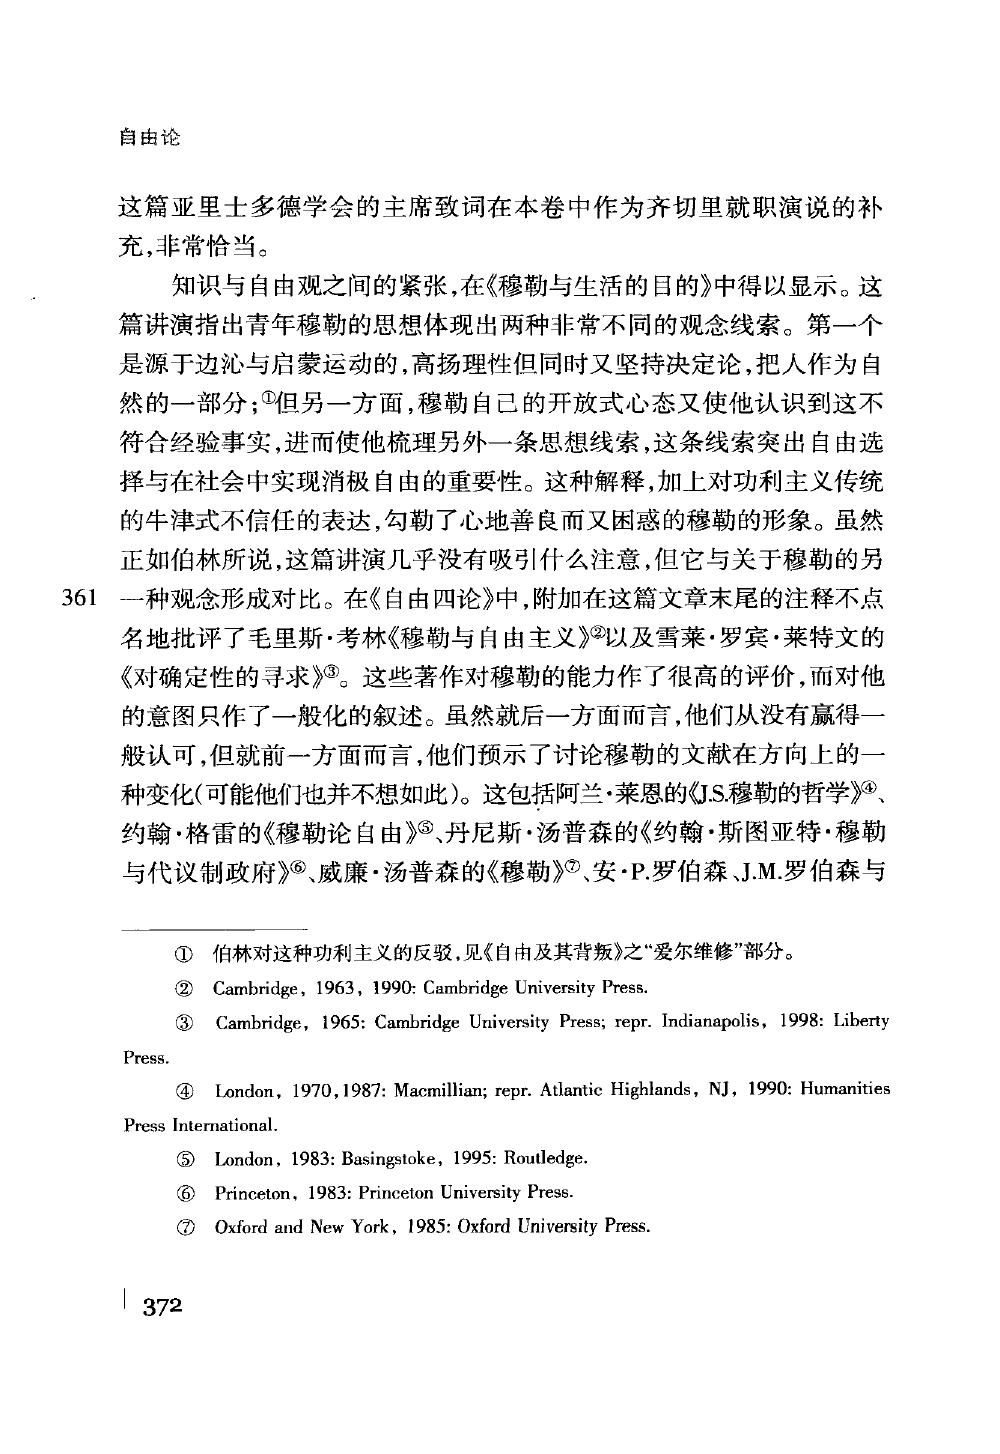 自由论
这篇亚里士多德学会的主席致词在本卷中作为齐切里就职演说的补
充,非常恰当。
知识与自由观之间的紧张,在《穆勒与生活的目的》中得以显示。这
篇讲演指出青年穆勒的思想体现出两种非常不同的观念线索。第一个
是源于边沁与启蒙运动的,高扬理性但同时又坚持决定论,把人作为自
然的一部分;①但另一方面,穆勒自己的开放式心态又使他认识到这不
符合经验事实,进而使他梳理另外一条思想线索,这条线索突出自由选
择与在社会中实现消极自由的重要性。这种解释,加上对功利主义传统
的牛津式不信任的表达,勾勒了心地善良而又困惑的穆勒的形象。虽然
正如伯林所说,这篇讲演几乎没有吸引什么注意,但它与关于穆勒的另
361 一种观念形成对比。在《自由四论》中,附加在这篇文章末尾的注释不点
名地批评了毛里斯·考林《穆勒与自由主义》②以及雪莱·罗宾·莱特文的
《对确定性的寻求》③。这些著作对穆勒的能力作了很高的评价,而对他
的意图只作了一般化的叙述。虽然就后一方面而言,他们从没有赢得一
般认可,但就前一方面而言,他们预示了讨论穆勒的文献在方向上的一
种变化(可能他们也并不想如此)。这包括阿兰·莱恩的《J.S.穆勒的哲学》④、
约翰·格雷的《穆勒论自由》⑤、丹尼斯·汤普森的《约翰·斯图亚特·穆勒
与代议制政府》⑥、威廉·汤普森的《穆勒》⑦、安·P.罗伯森、J.M.罗伯森与
① 伯林对这种功利主义的反驳,见《自由及其背叛》之“爱尔维修”部分。
② Cambridge, 1963, 1990: Cambridge University Press.
③ Cambridge, 1965: Cambridge University Press; repr. Indianapolis, 1998: Liberty
Press.
④ London, 1970,1987: Macmillian; repr. Atlantic Highlands, NJ, 1990: Humanities
Press International.
⑤ London, 1983: Basingstoke, 1995: Routledge.
⑥ Princeton, 1983: Princeton University Press.
⑦ Oxford and New York, 1985: Oxford University Press.
372